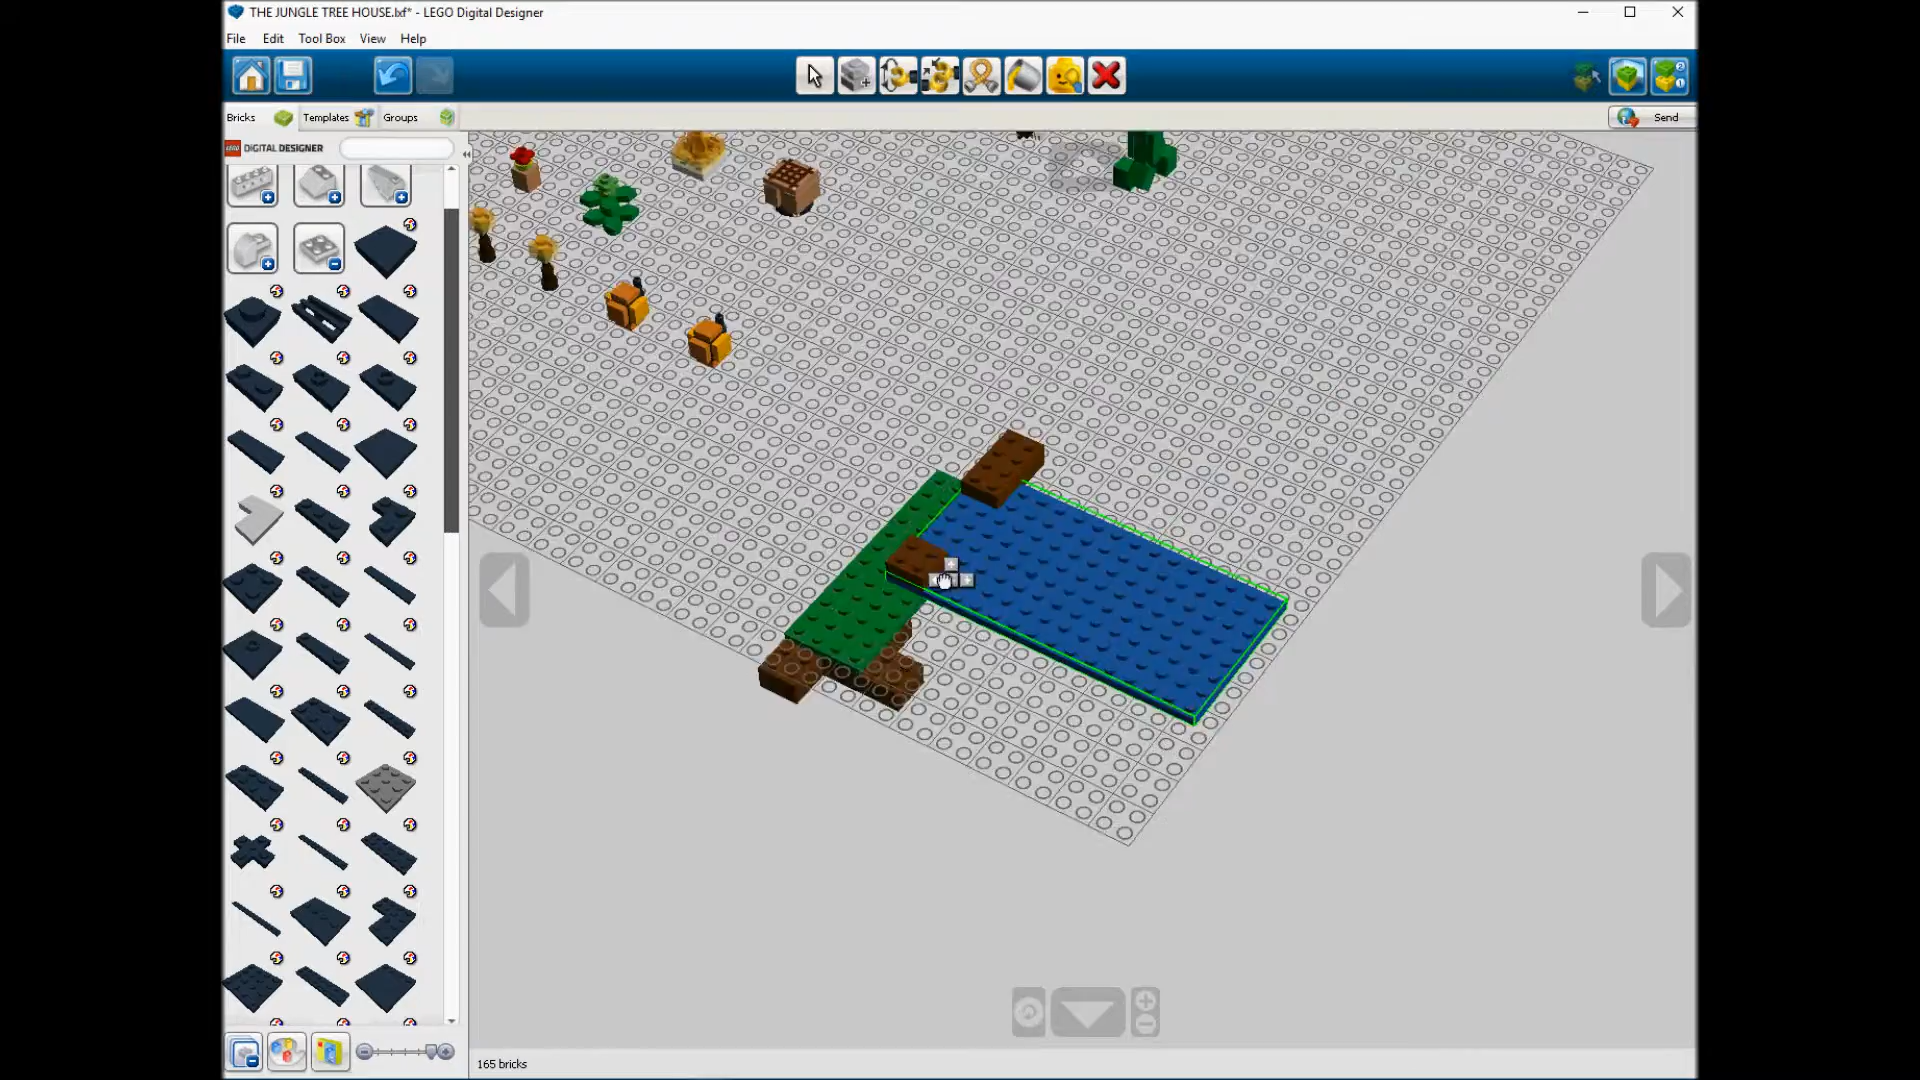 THE JUNGLE TREE HOUSE.lxf* - LEGO Digital Designer
File Edit Tool Box View Help
Bricks Templates Groups Send
LEGO DIGITAL DESIGNER
165 bricks